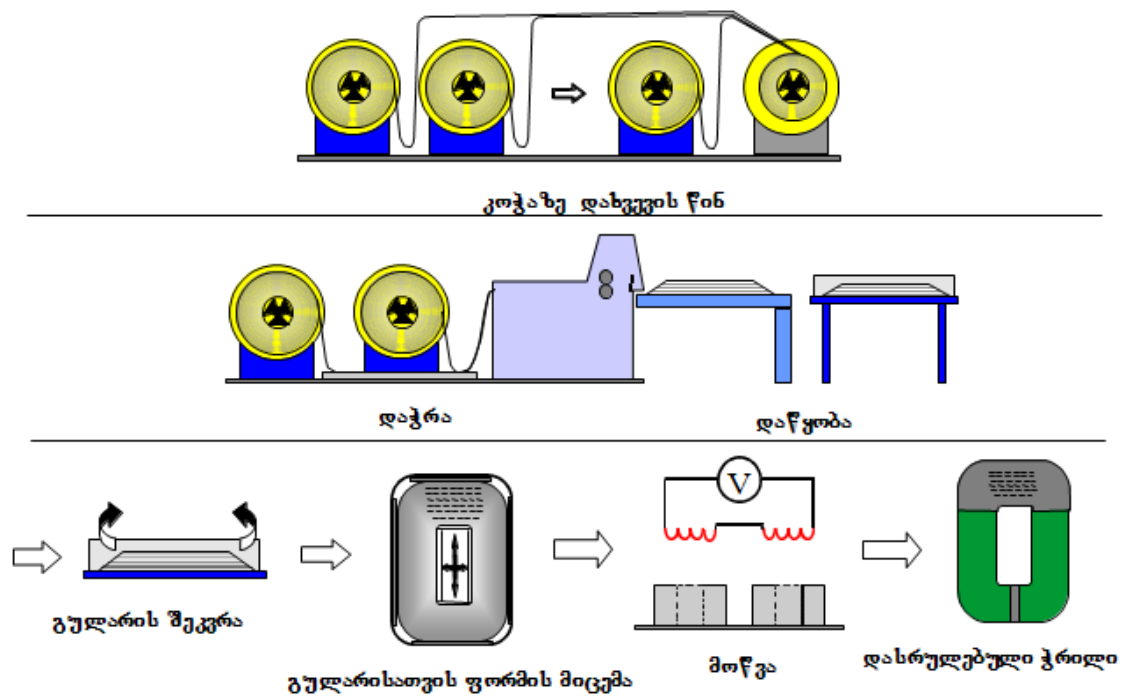 კოჭაზე დახვევის წინ
დაჭრა
დაწყობა
V
გულარის შეკვრა
გულარისათვის ფორმის მიცემა
მოწვა
დასრულებული ჭრილი